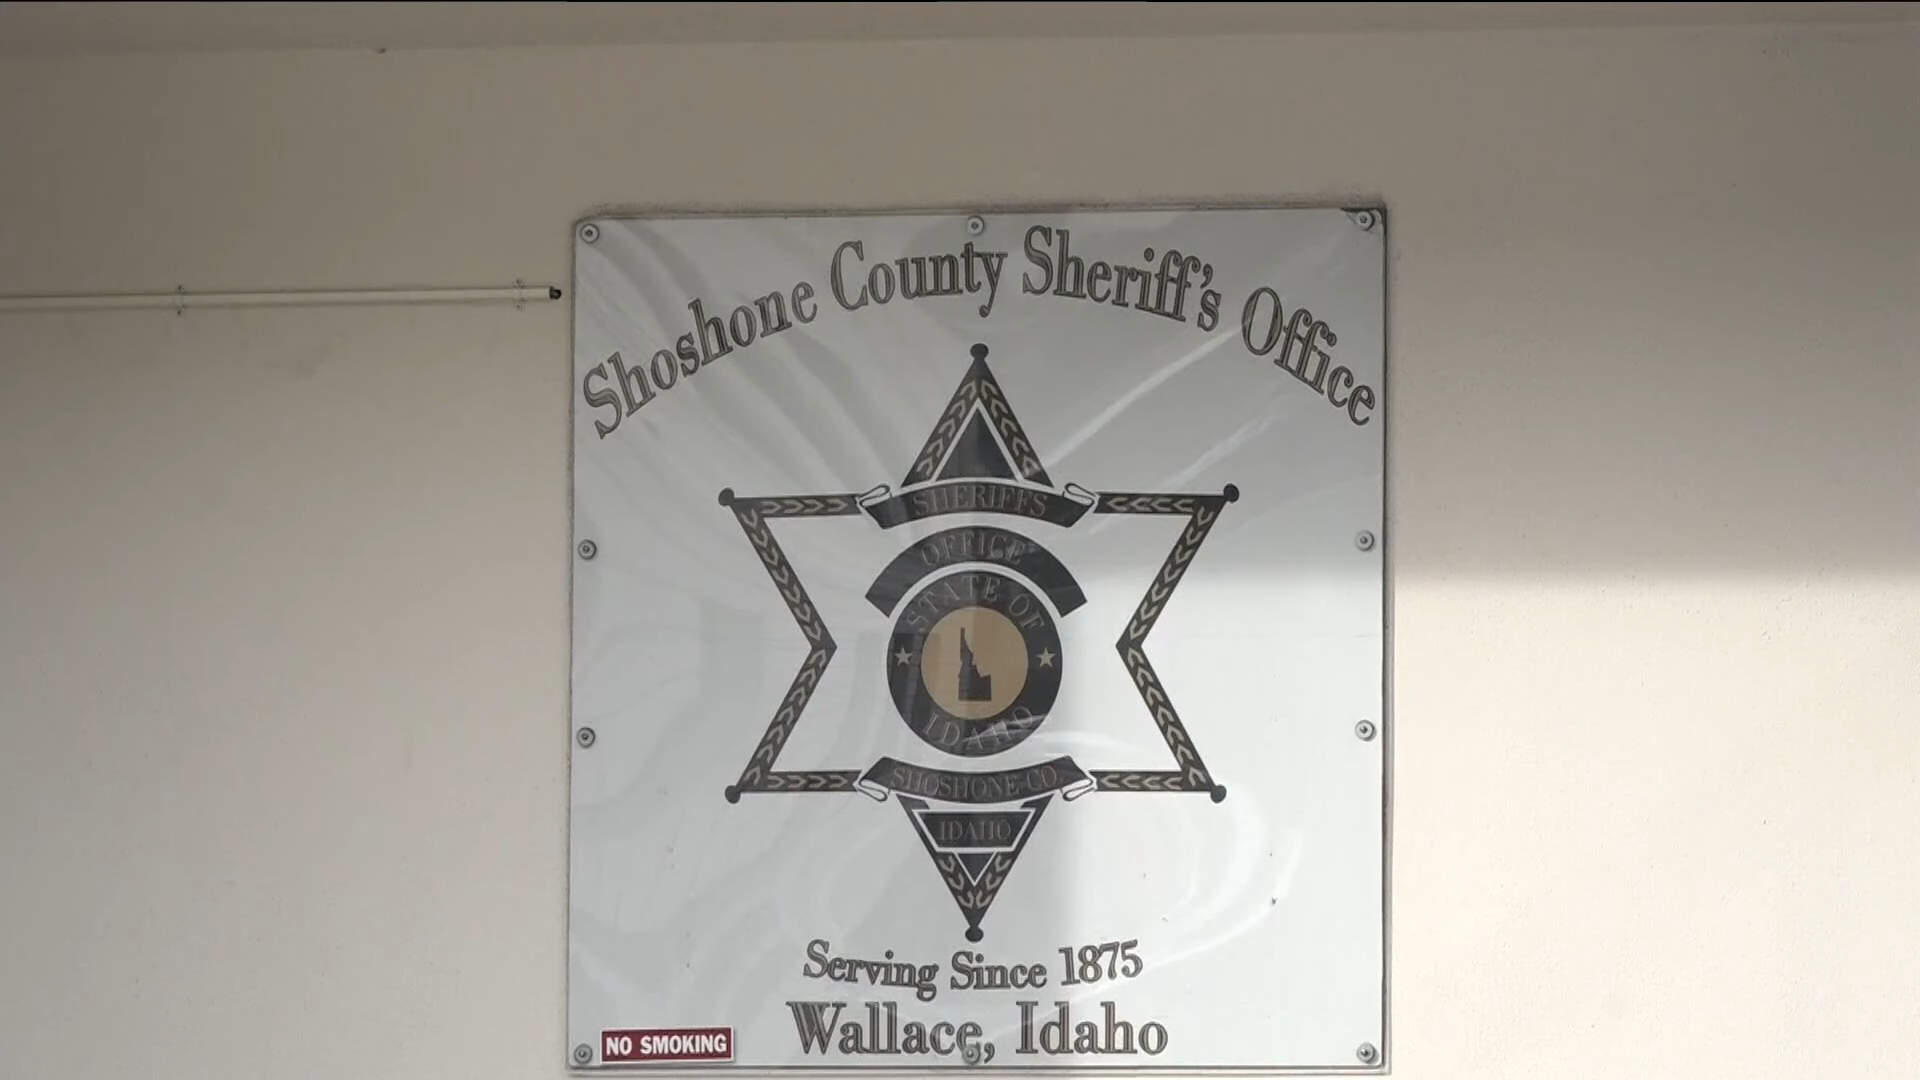 Shoshone County Sheriff's Office
SHERIFFS
OFFICE
STATE OF
IDAHO
SHOSHONE CO.
IDAHO
Serving Since 1875
Wallace, Idaho
NO SMOKING